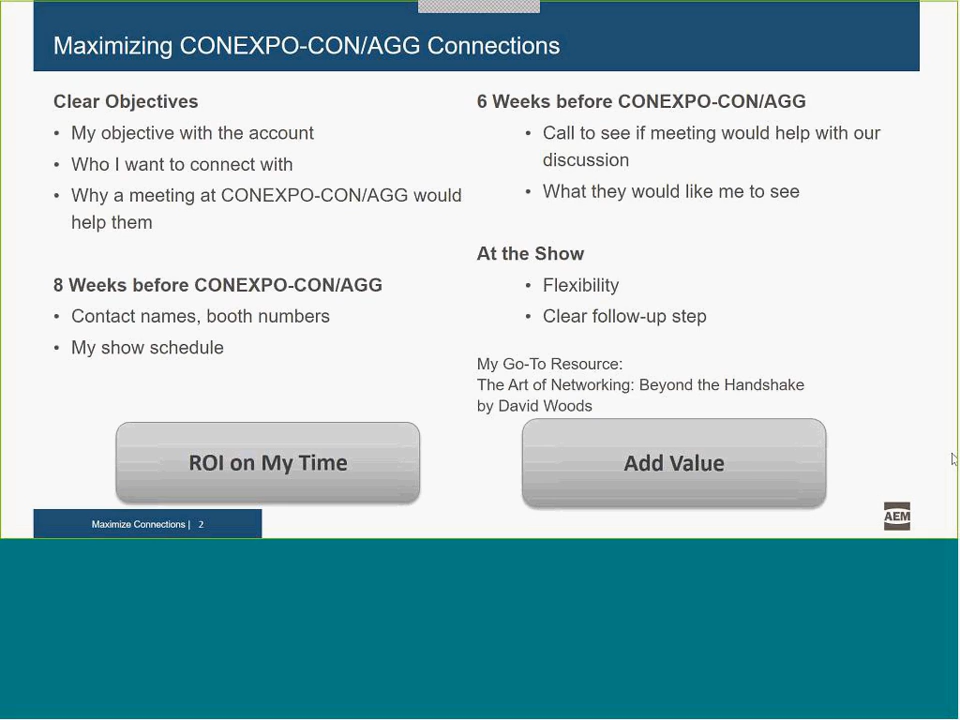 Maximizing CONEXPO-CON/AGG Connections
Clear Objectives
• My objective with the account
• Who I want to connect with
• Why a meeting at CONEXPO-CON/AGG would
help them
8 Weeks before CONEXPO-CON/AGG
• Contact names, booth numbers
• My show schedule
6 Weeks before CONEXPO-CON/AGG
• Call to see if meeting would help with our
discussion
• What they would like me to see
At the Show
• Flexibility
• Clear follow-up step
My Go-To Resource:
The Art of Networking: Beyond the Handshake
by David Woods
ROI on My Time
Add Value
Maximize Connections | 2
AEM